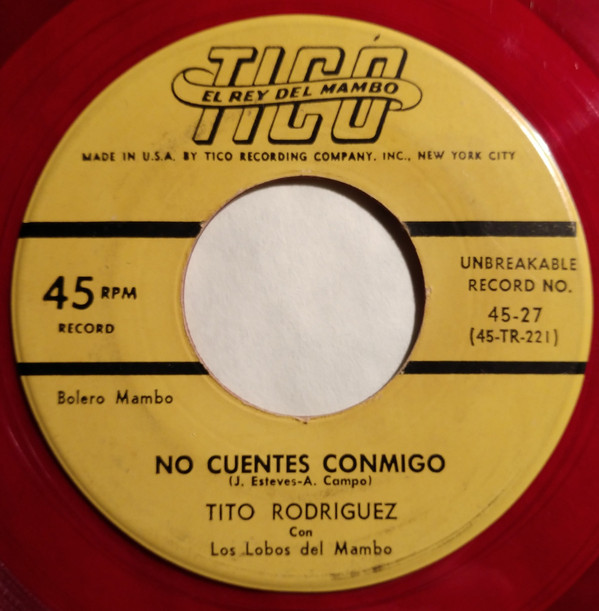 TICO
EL REY DEL MAMBO
MADE IN U.S.A. BY TICO RECORDING COMPANY, INC., NEW YORK CITY
45 RPM
RECORD
UNBREAKABLE
RECORD NO.
45-27
(45-TR-221)
Bolero Mambo
NO CUENTES CONMIGO
(J. Esteves-A. Campo)
TITO RODRIGUEZ
Con
Los Lobos del Mambo